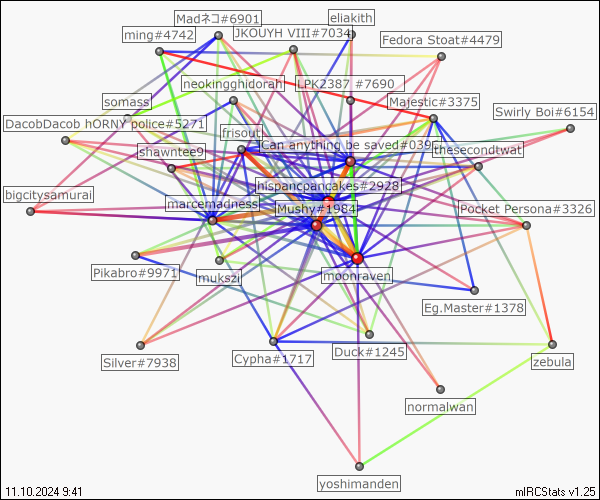 eliakith
Madネコ#6901
JKOUYH VIII#7034
ming#4742
Fedora Stoat#4479
neokingghidorah
LPK2387 #7690
somass
Majestic#3375
Swirly Boi#6154
DacobDacob hORNY police#5271
frisout
Can anything be saved#039
shawntee9
thesecondtwat
hispancpancakes#2928
bigcitysamurai
marcemadness
Mushy#1984
Pocket Persona#3326
Pikabro#9971
mukszi
moonraven
Eg.Master#1378
Silver#7938
Cypha#1717
Duck#1245
zebula
normalwan
yoshimanden
11.10.2024 9:41
mIRCStats v1.25